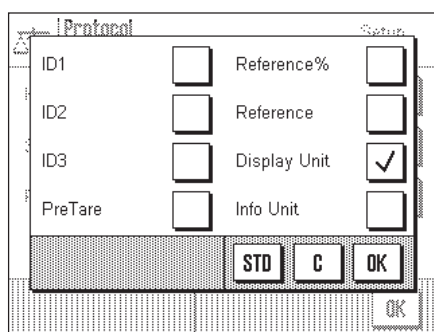 Protocol Setup
ID1 Reference%
ID2 Reference
ID3 Display Unit
PreTare Info Unit
STD C OK
OK